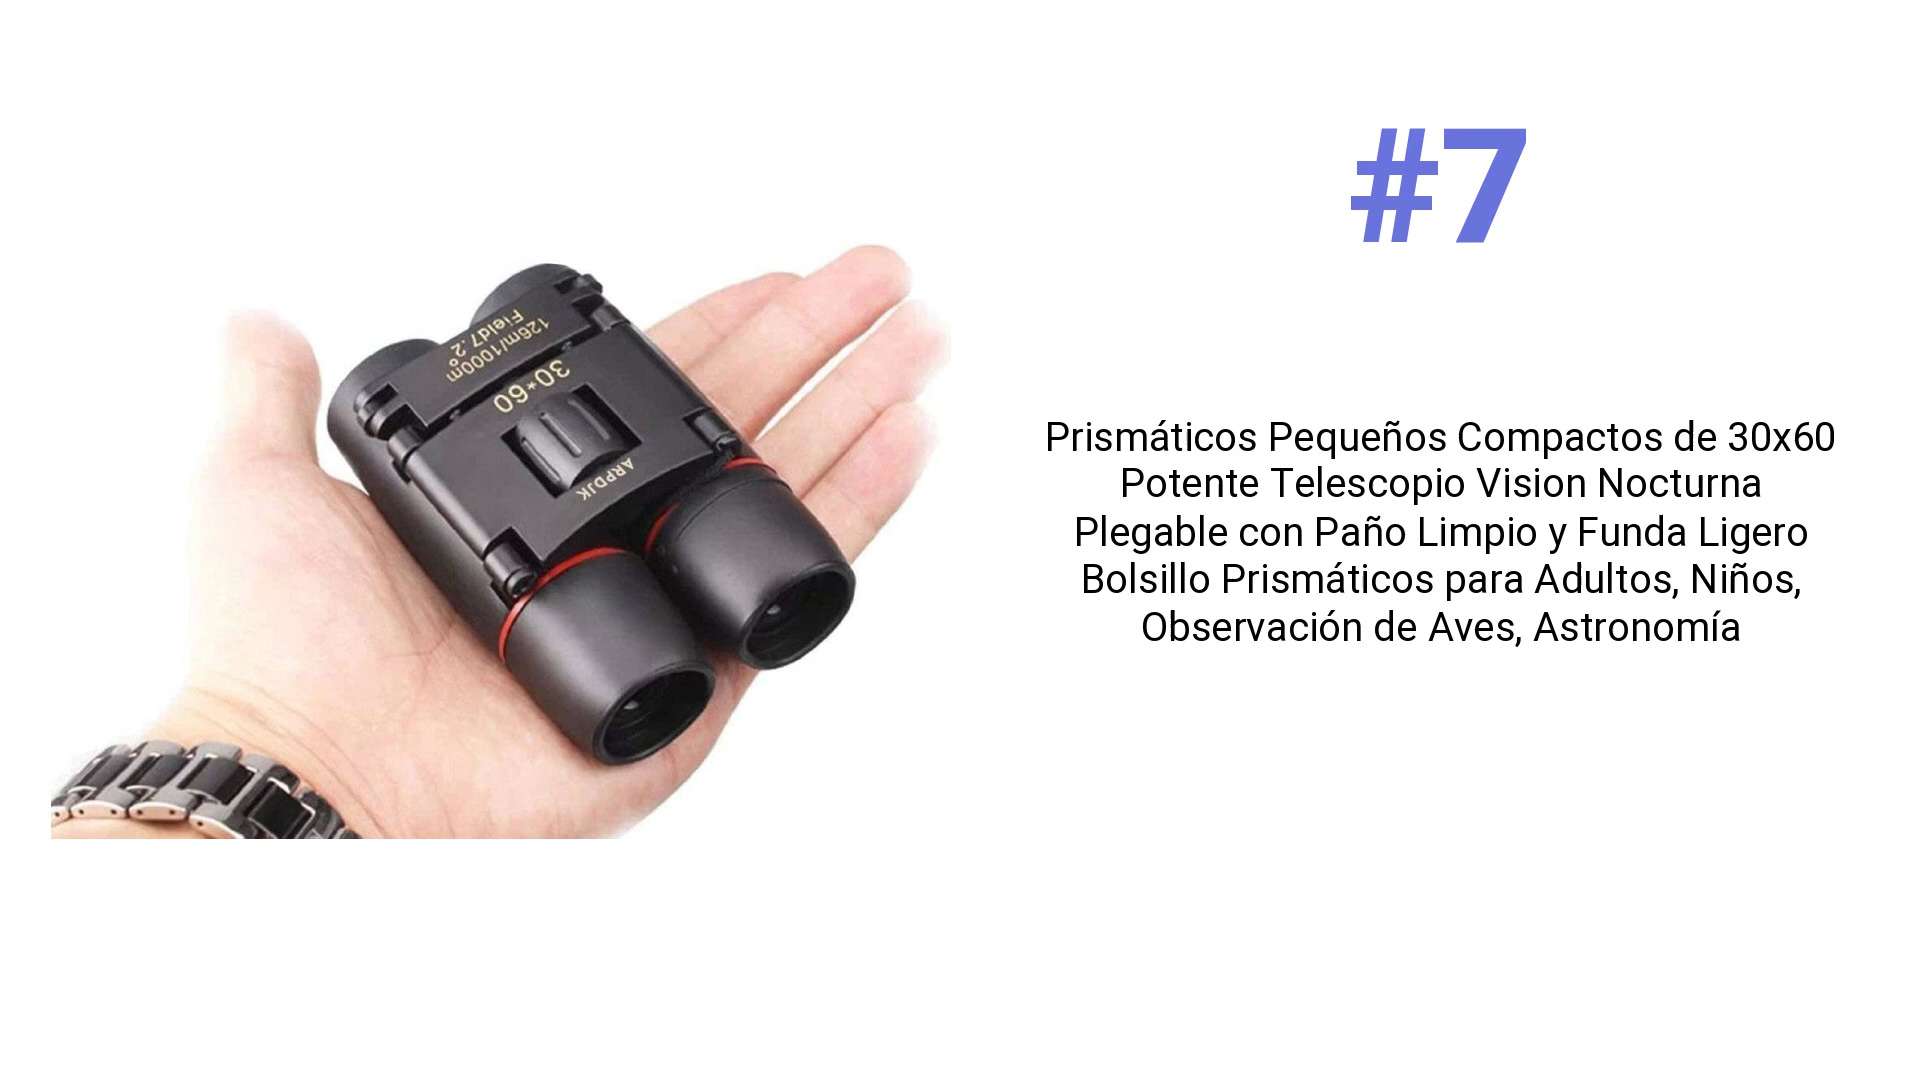 #7
Prismáticos Pequeños Compactos de 30x60
Potente Telescopio Vision Nocturna
Plegable con Paño Limpio y Funda Ligero
Bolsillo Prismáticos para Adultos, Niños,
Observación de Aves, Astronomía
126m/1000m
Field7.2°
30*60
ARPDJK